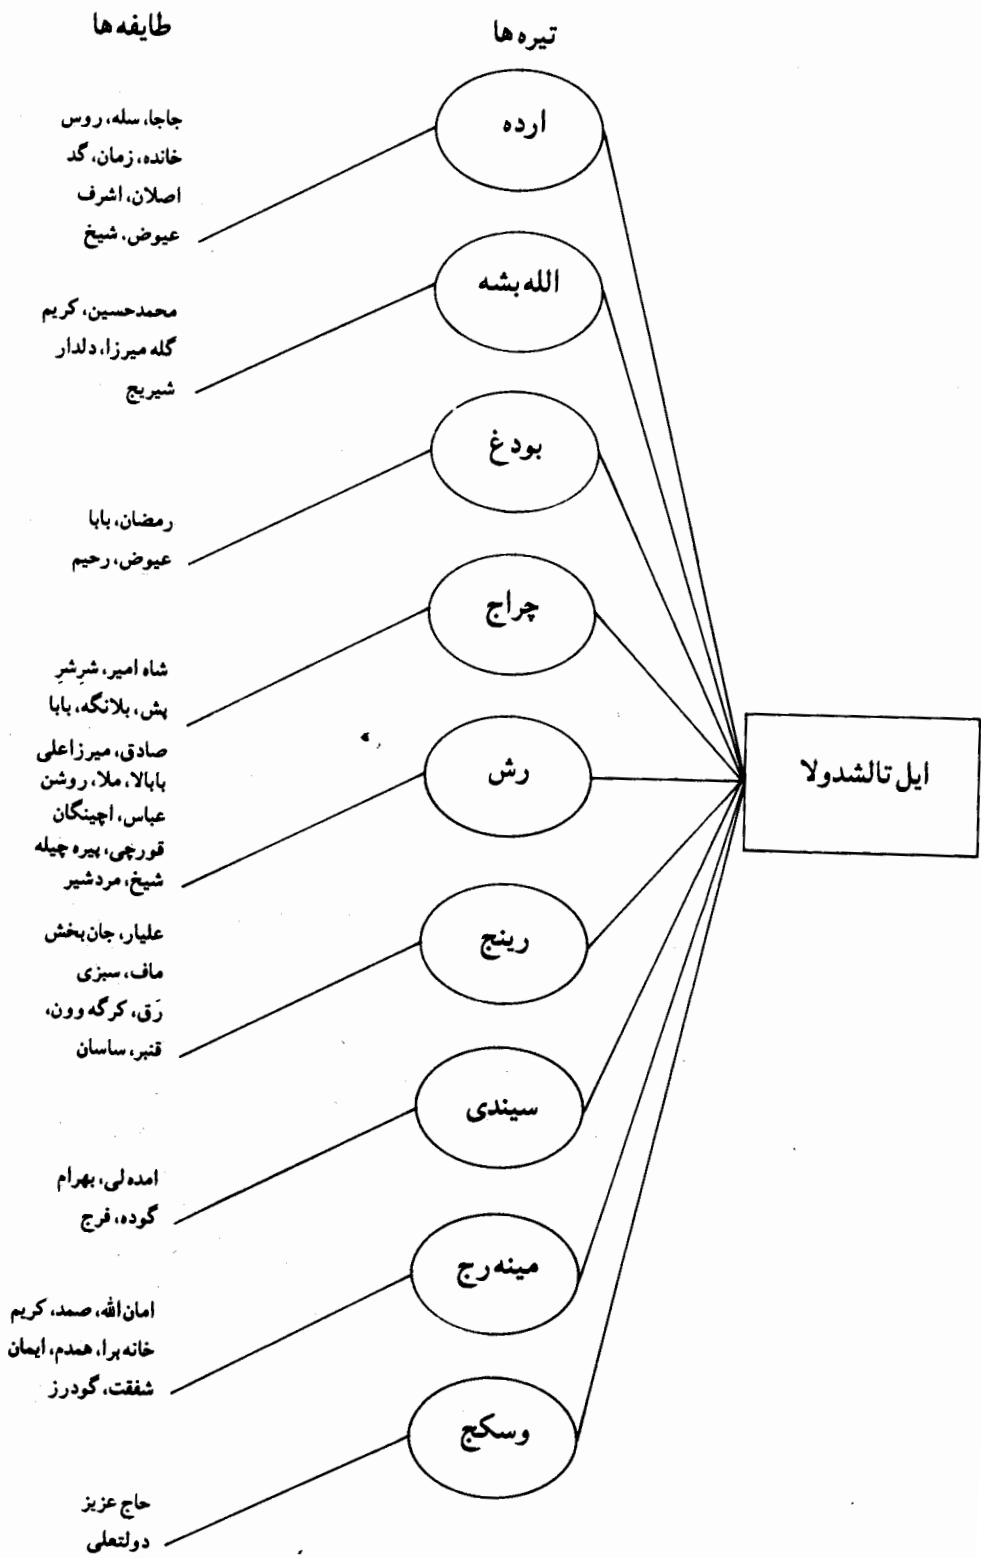 تیره‌ها
طایفه‌ها
ایل تالشدولا
ارده
جاجا، سله، روس
خانده، زمان، گد
اصلان، اشرف
عیوض، شیخ
الله‌بشه
محمدحسین، کریم
گله میرزا، دلدار
شیریج
بودغ
رمضان، بابا
عیوض، رحیم
چراج
شاه امیر، شرِشرِ
پش، بلانگه، بابا
رش
صادق، میرزاعلی
بابالا، ملا، روشن
عباس، اچینگان
قورچی، پیره چیله
شیخ، مردشیر
رینج
علیار، جان‌بخش
ماف، سبزی
رَق، کرگه وون،
قنبر، ساسان
سیندی
امده‌لی، بهرام
گوده، فرج
مینه‌رج
امان‌الله، صمد، کریم
خانه‌برا، همدم، ایمان
شفقت، گودرز
وسکج
حاج عزیز
دولتعلی